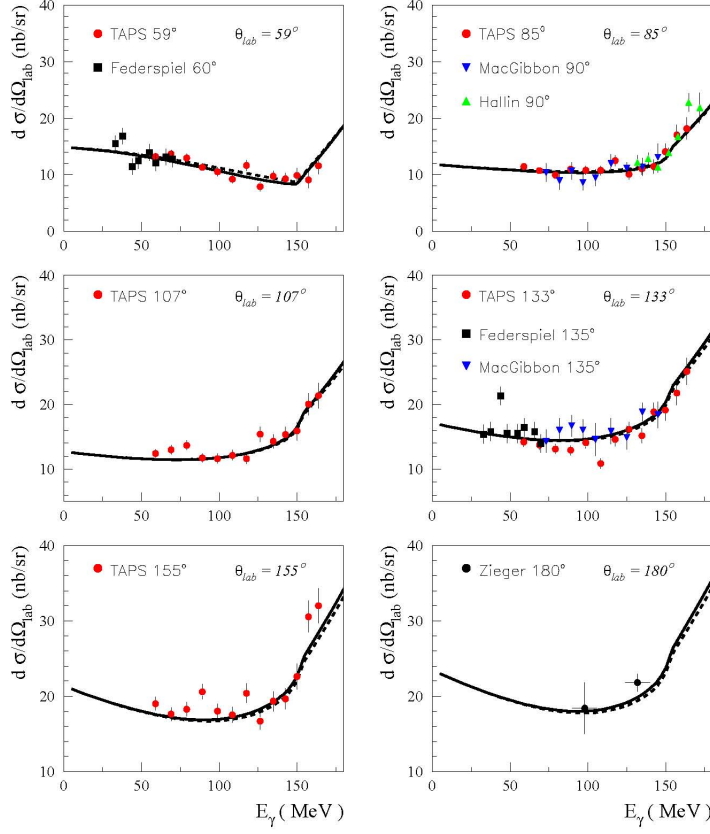 d σ/dΩlab (nb/sr)
40
30
20
10
0
TAPS 59°
θlab = 59°
Federspiel 60°
0
50
100
150
d σ/dΩlab (nb/sr)
40
30
20
10
0
TAPS 85°
θlab = 85°
MacGibbon 90°
Hallin 90°
0
50
100
150
d σ/dΩlab (nb/sr)
40
30
20
10
TAPS 107°
θlab = 107°
0
50
100
150
d σ/dΩlab (nb/sr)
40
30
20
10
TAPS 133°
θlab = 133°
Federspiel 135°
MacGibbon 135°
0
50
100
150
d σ/dΩlab (nb/sr)
40
30
20
10
TAPS 155°
θlab = 155°
0
50
100
150
Eγ ( MeV)
d σ/dΩlab (nb/sr)
40
30
20
10
Zieger 180°
θlab = 180°
0
50
100
150
Eγ ( MeV)